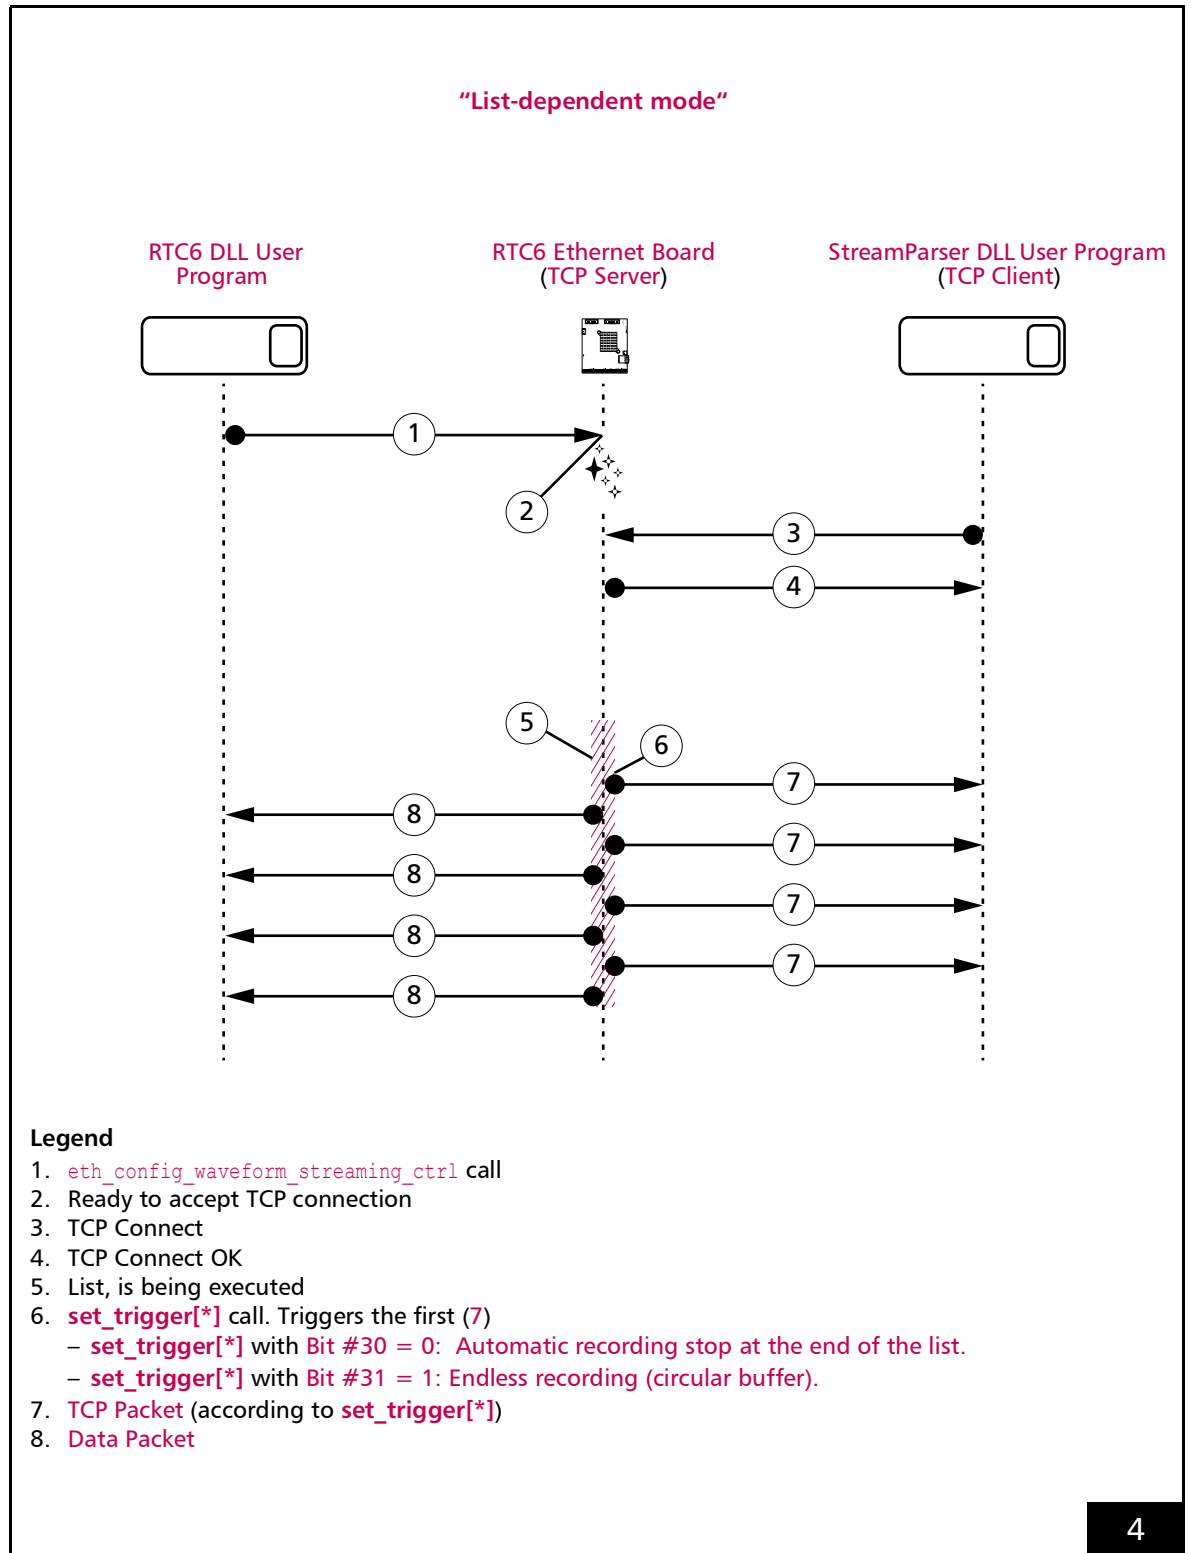 “List-dependent mode“
RTC6 DLL User
Program
RTC6 Ethernet Board
(TCP Server)
StreamParser DLL User Program
(TCP Client)
1
2
3
4
5
6
7
8
7
8
7
8
7
8
Legend
1. eth_config_waveform_streaming_ctrl call
2. Ready to accept TCP connection
3. TCP Connect
4. TCP Connect OK
5. List, is being executed
6. set_trigger[*] call. Triggers the first (7)
– set_trigger[*] with Bit #30 = 0: Automatic recording stop at the end of the list.
– set_trigger[*] with Bit #31 = 1: Endless recording (circular buffer).
7. TCP Packet (according to set_trigger[*])
8. Data Packet
4